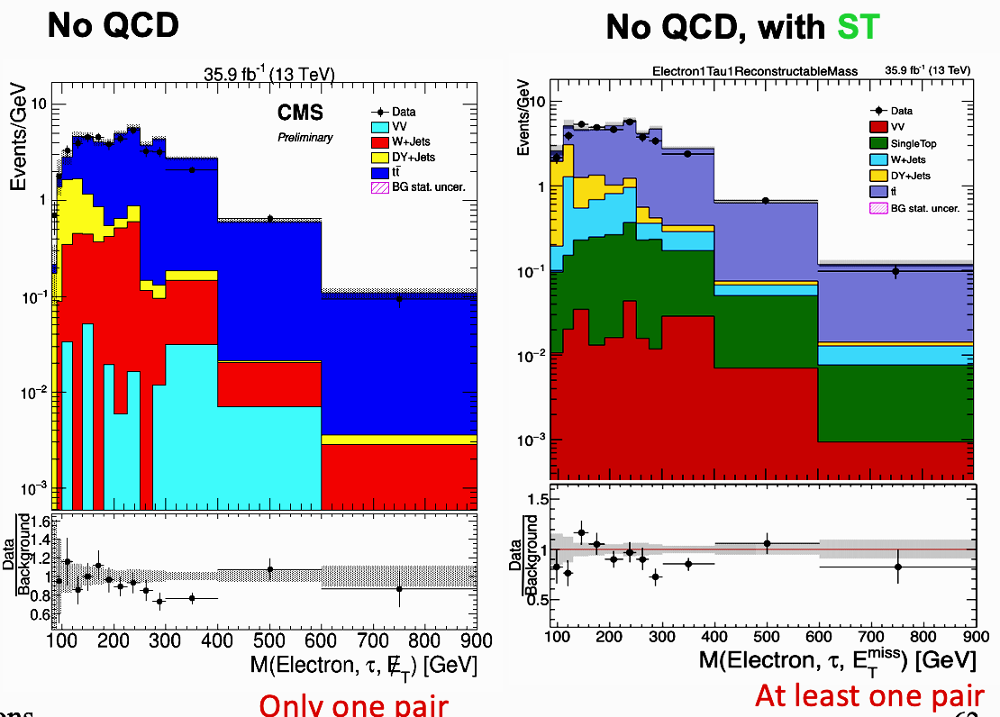 No QCD
No QCD, with ST
35.9 fb⁻¹ (13 TeV)
Events/GeV
CMS
Preliminary
Data
VV
W+Jets
DY+Jets
tt̄
BG stat. uncer.
10
1
10⁻¹
10⁻²
10⁻³
Data
Background
1.6
1.4
1.2
1
0.8
0.6
100 200 300 400 500 600 700 800 900
M(Electron, τ, E̸_T) [GeV]
Only one pair
Electron1Tau1ReconstructableMass 35.9 fb⁻¹ (13 TeV)
Events/GeV
Data
VV
SingleTop
W+Jets
DY+Jets
tt̄
BG stat. uncer.
10
1
10⁻¹
10⁻²
10⁻³
Data
Background
1.5
1
0.5
100 200 300 400 500 600 700 800 900
M(Electron, τ, E_T^miss) [GeV]
At least one pair